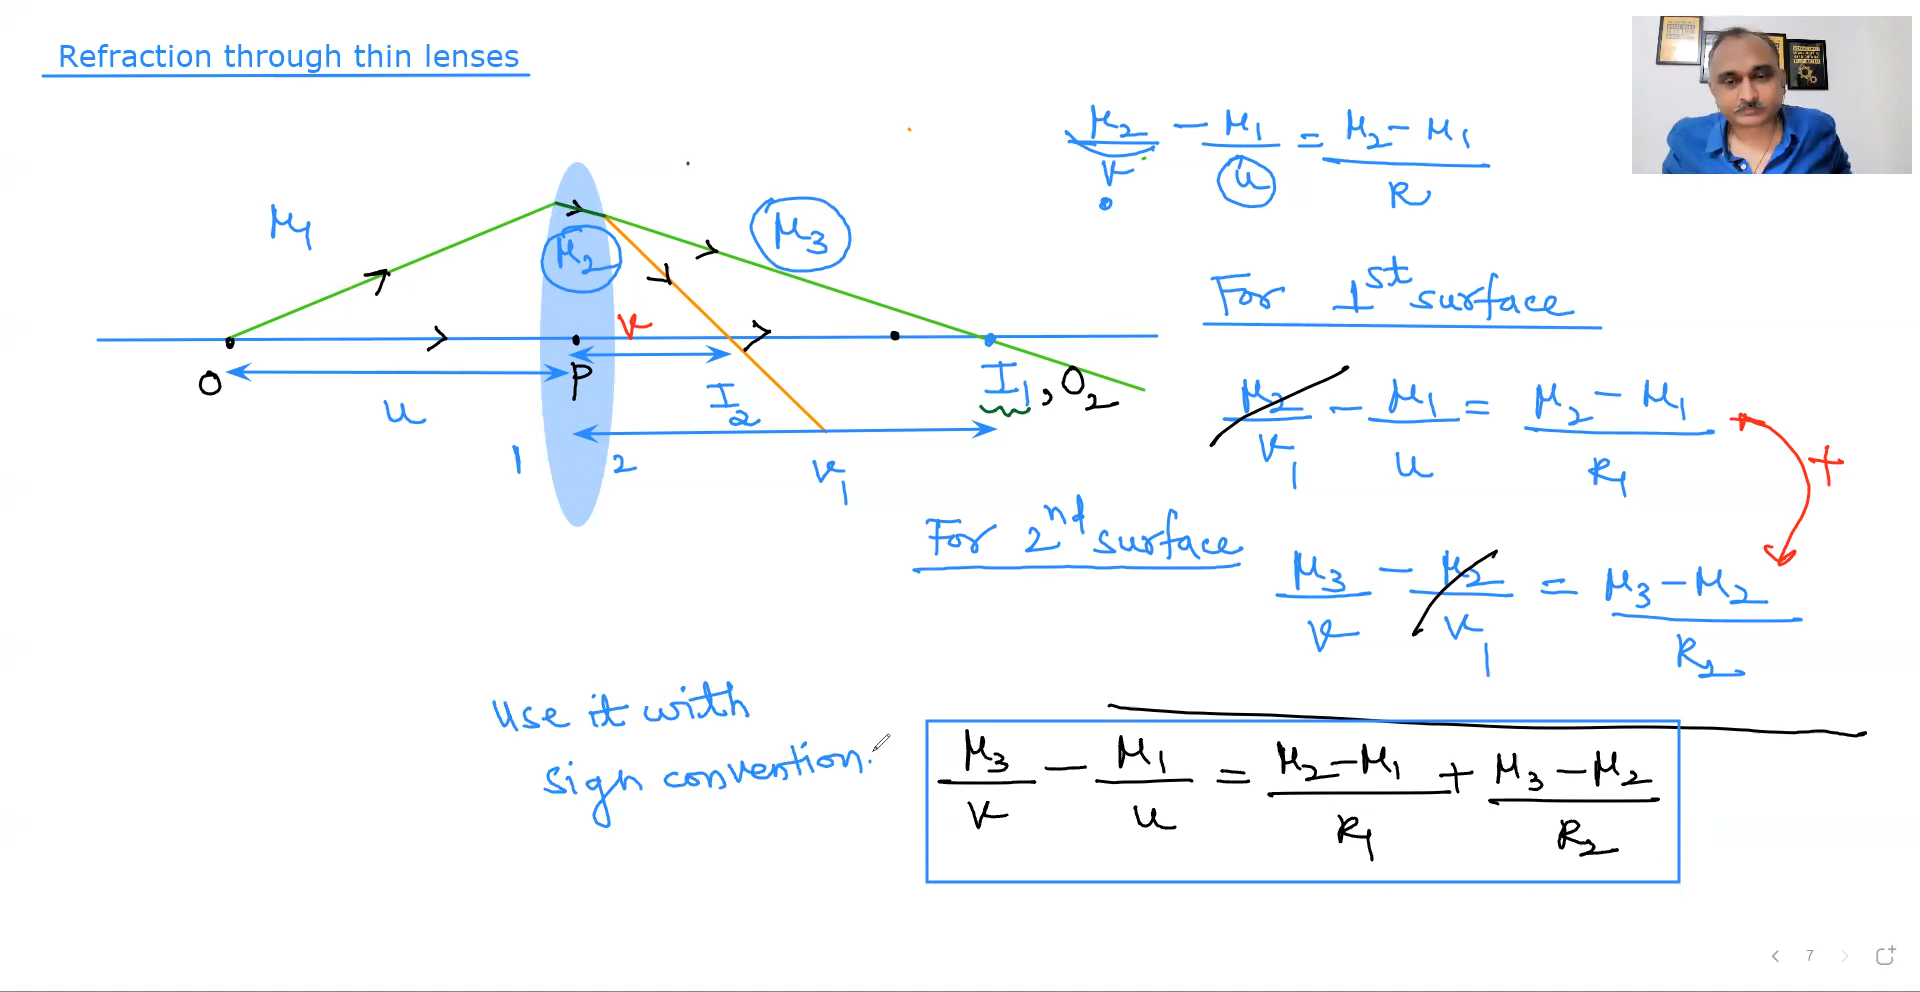 Refraction through thin lenses
μ₂/v − μ₁/u = μ₂ − μ₁/R
μ₁
μ₂
μ₃
For 1st surface
v
O
P
I₂
I₁, O₂
u
μ₂/v₁ − μ₁/u = μ₂ − μ₁/R₁
+
1
2
v₁
For 2nd surface
μ₃/v − μ₂/v₁ = μ₃ − μ₂/R₂
Use it with
sign convention.
μ₃/v − μ₁/u = μ₂ − μ₁/R₁ + μ₃ − μ₂/R₂
7